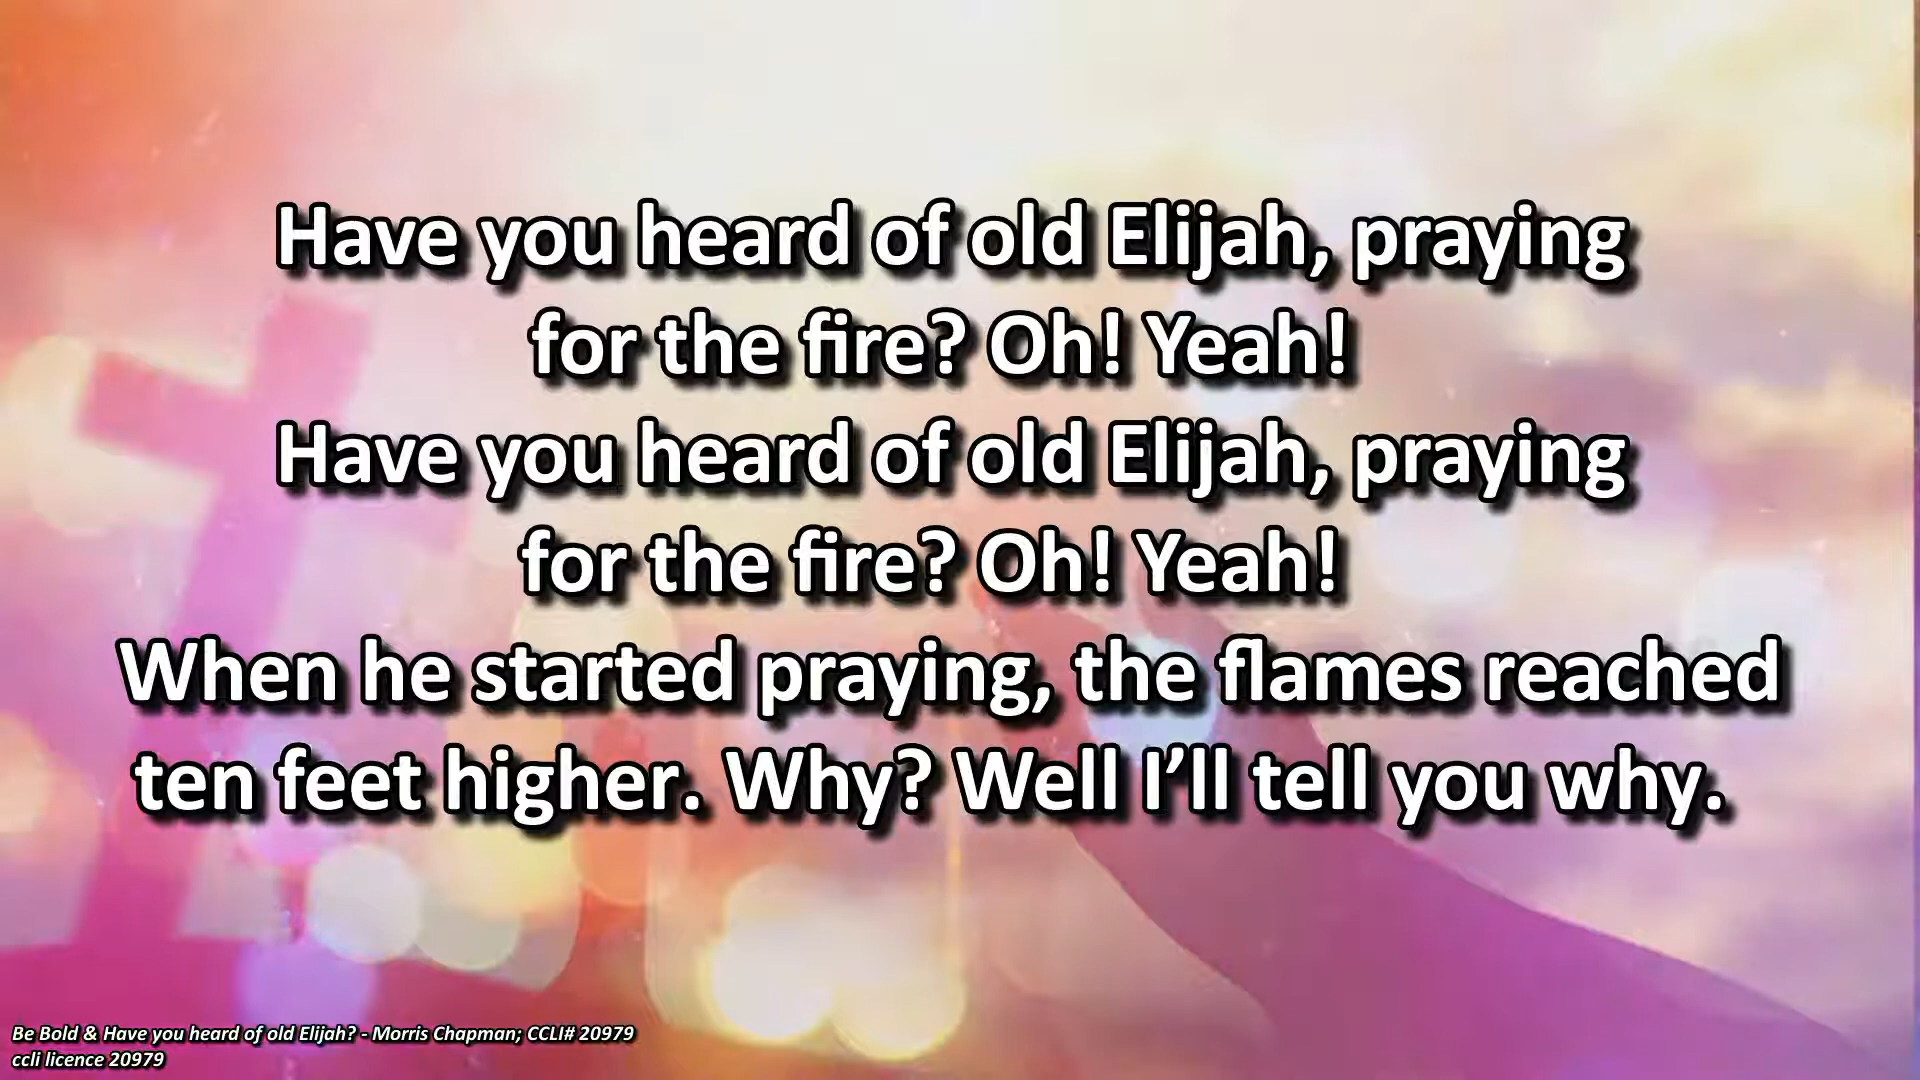 Have you heard of old Elijah, praying
for the fire? Oh! Yeah!
Have you heard of old Elijah, praying
for the fire? Oh! Yeah!
When he started praying, the flames reached
ten feet higher. Why? Well I’ll tell you why.
Be Bold & Have you heard of old Elijah? - Morris Chapman; CCLI# 20979
ccli licence 20979